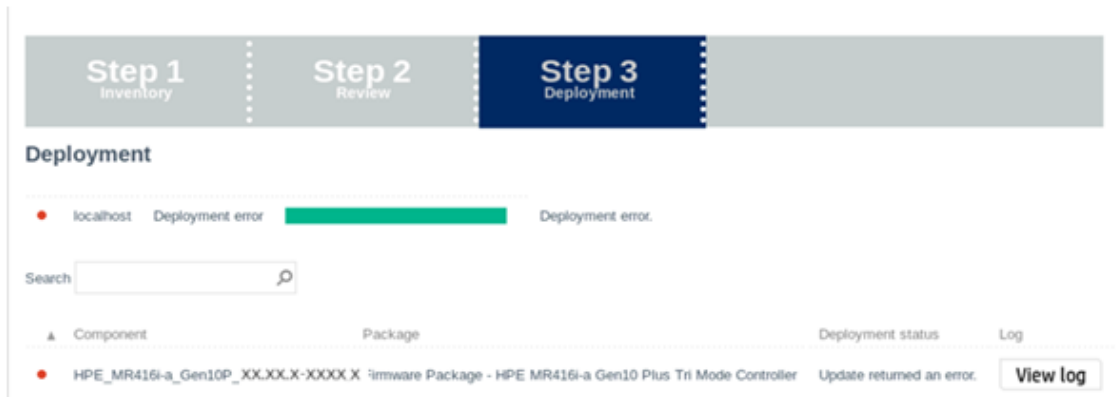 Step 1 Step 2 Step 3
Inventory Review Deployment
Deployment
localhost Deployment error Deployment error.
Search
Component Package Deployment status Log
HPE_MR416i-a_Gen10P_ XX.XX.X-XXXX.X Firmware Package - HPE MR416i-a Gen10 Plus Tri Mode Controller Update returned an error. View log